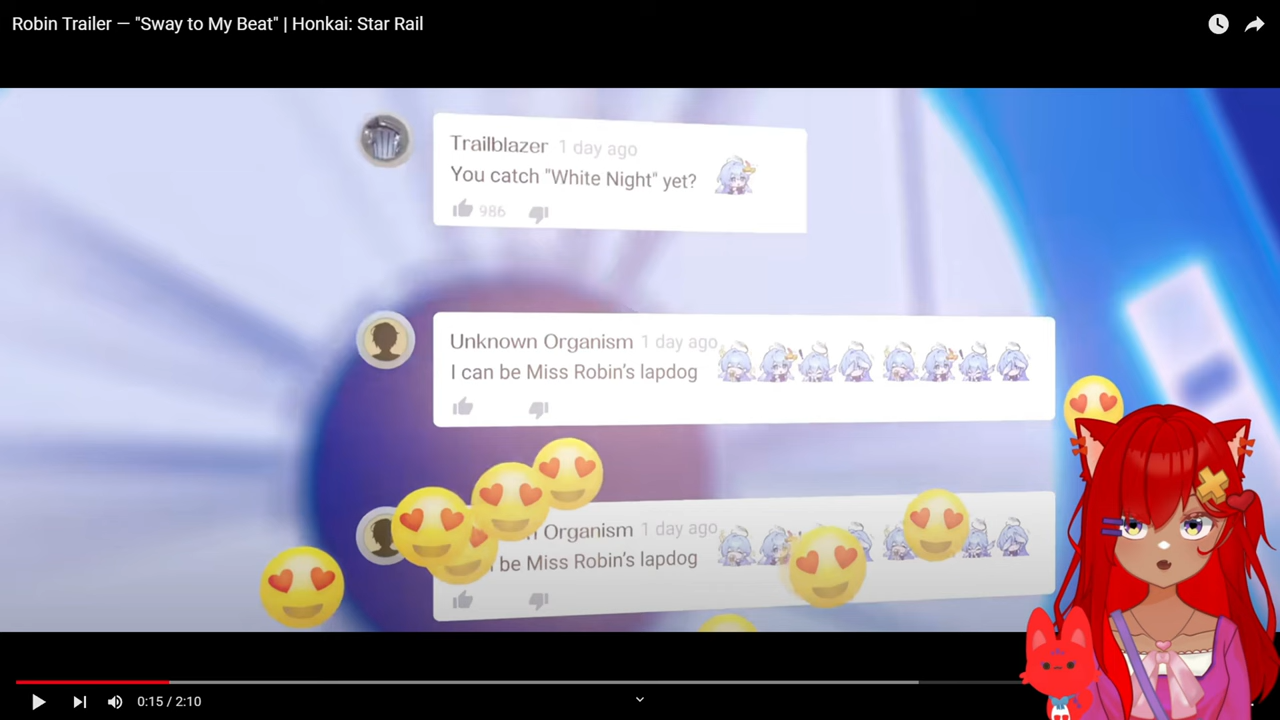 Robin Trailer — "Sway to My Beat" | Honkai: Star Rail
Trailblazer 1 day ago
You catch "White Night" yet?
986
Unknown Organism 1 day ago
I can be Miss Robin's lapdog
Organism 1 day ago
be Miss Robin's lapdog
0:15 / 2:10